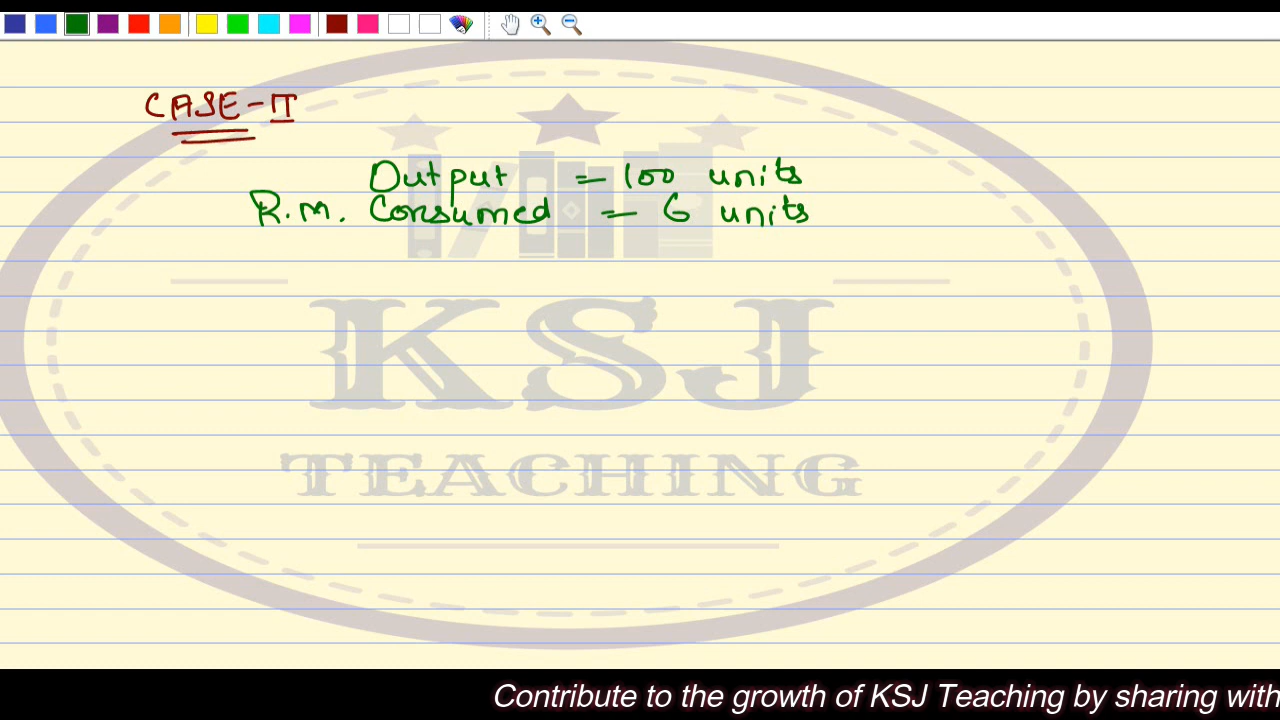 CASE-II
Output = 100 units
R.m. Consumed = 6 units
KSJ
TEACHING
Contribute to the growth of KSJ Teaching by sharing with